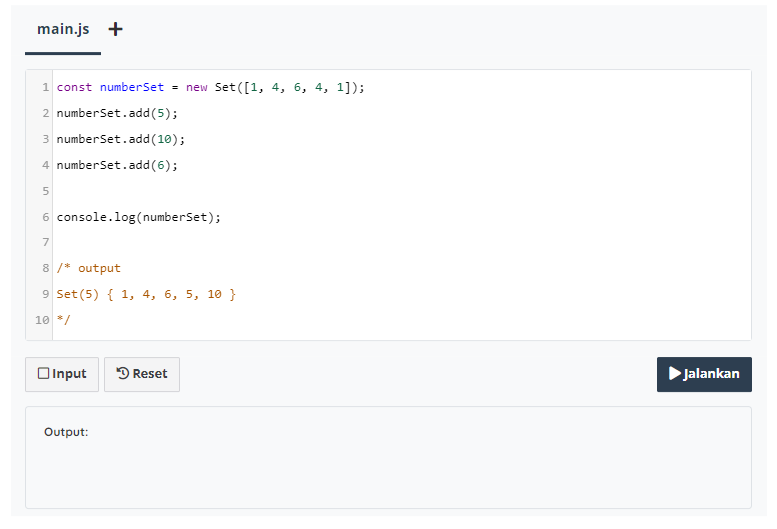 main.js +
1 const numberSet = new Set([1, 4, 6, 4, 1]);
2 numberSet.add(5);
3 numberSet.add(10);
4 numberSet.add(6);
5
6 console.log(numberSet);
7
8 /* output
9 Set(5) { 1, 4, 6, 5, 10 }
10 */
Input Reset Jalankan
Output: